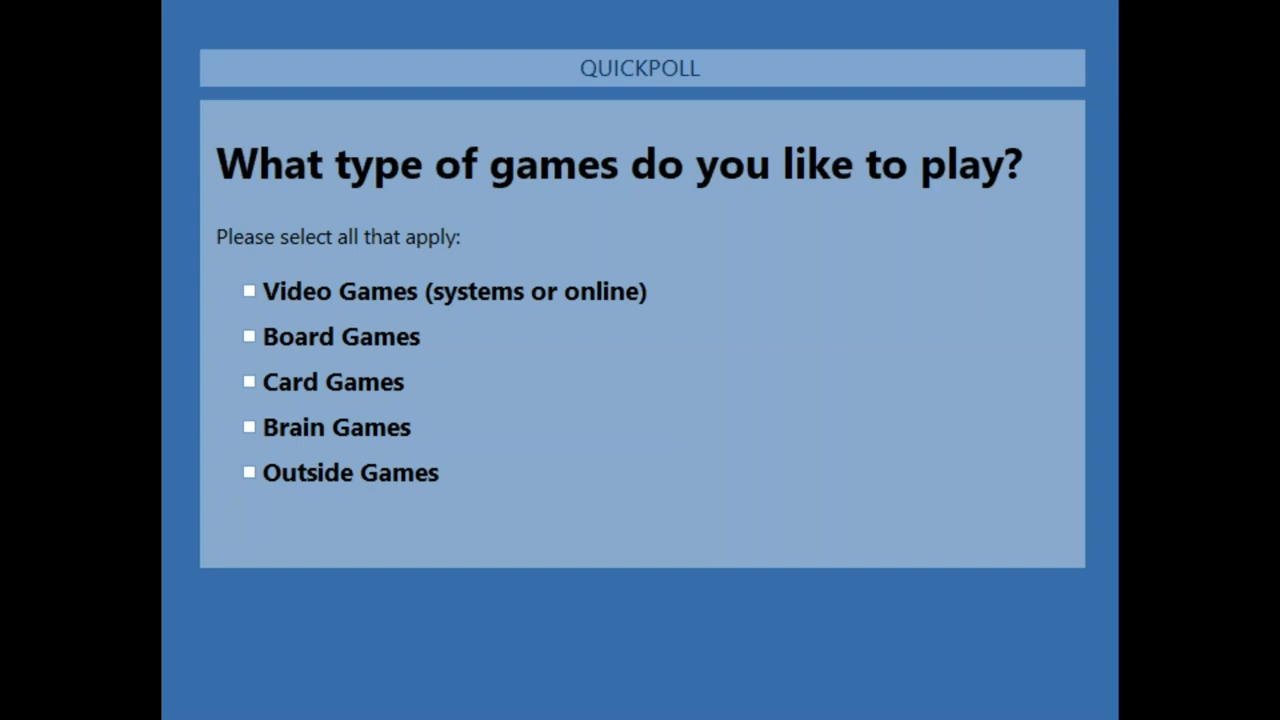 QUICKPOLL
What type of games do you like to play?
Please select all that apply:
Video Games (systems or online)
Board Games
Card Games
Brain Games
Outside Games